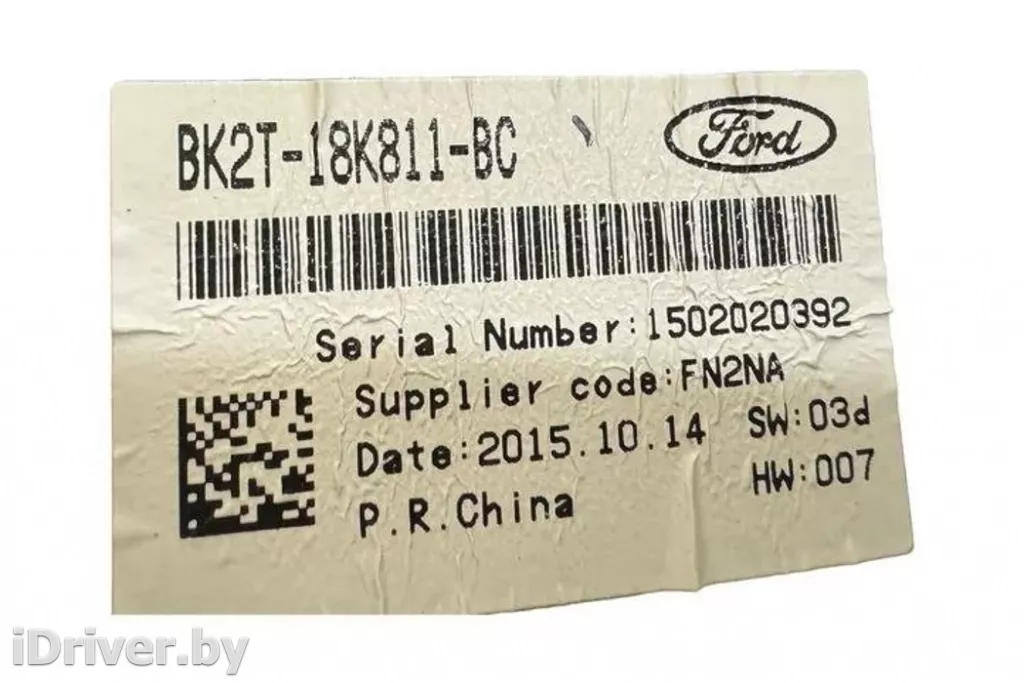 BK2T-18K811-BC
Ford
Serial Number:1502020392
Supplier code:FN2NA
Date:2015.10.14 SW:03d
P.R.China HW:007
iDriver.by